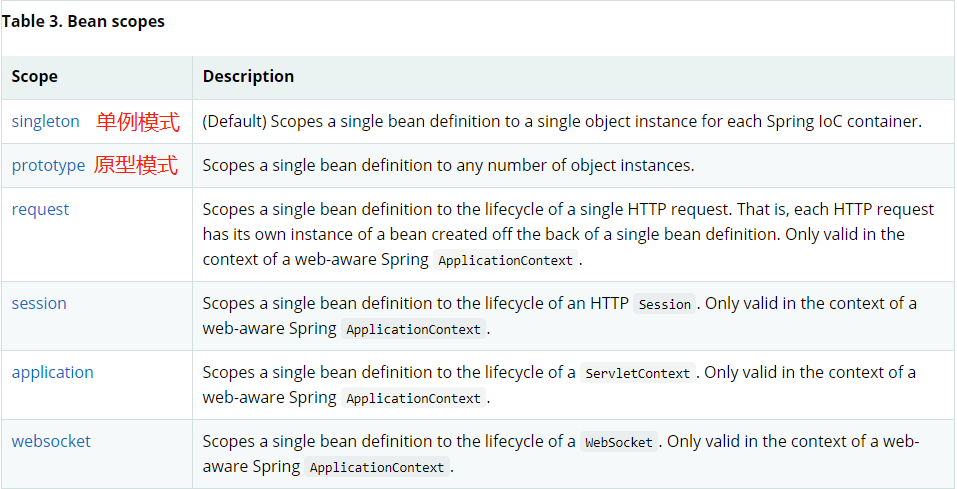 Table 3. Bean scopes
Scope Description
singleton 单例模式 (Default) Scopes a single bean definition to a single object instance for each Spring IoC container.
prototype 原型模式 Scopes a single bean definition to any number of object instances.
request Scopes a single bean definition to the lifecycle of a single HTTP request. That is, each HTTP request
has its own instance of a bean created off the back of a single bean definition. Only valid in the
context of a web-aware Spring ApplicationContext.
session Scopes a single bean definition to the lifecycle of an HTTP Session. Only valid in the context of a
web-aware Spring ApplicationContext.
application Scopes a single bean definition to the lifecycle of a ServletContext. Only valid in the context of a
web-aware Spring ApplicationContext.
websocket Scopes a single bean definition to the lifecycle of a WebSocket. Only valid in the context of a web-
aware Spring ApplicationContext.